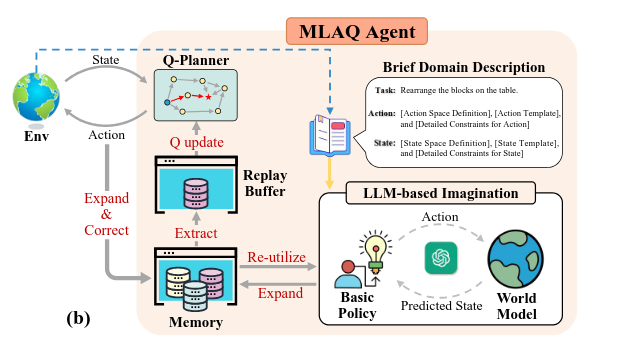 MLAQ Agent
State
Q-Planner
Brief Domain Description
Task: Rearrange the blocks on the table.
Action: [Action Space Definition], [Action Template],
and [Detailed Constraints for Action]
State: [State Space Definition], [State Template],
and [Detailed Constraints for State]
Env
Action
Q update
Expand
&
Correct
Replay
Buffer
Extract
LLM-based Imagination
Action
Re-utilize
Expand
Basic
Policy
Predicted State
World
Model
Memory
(b)